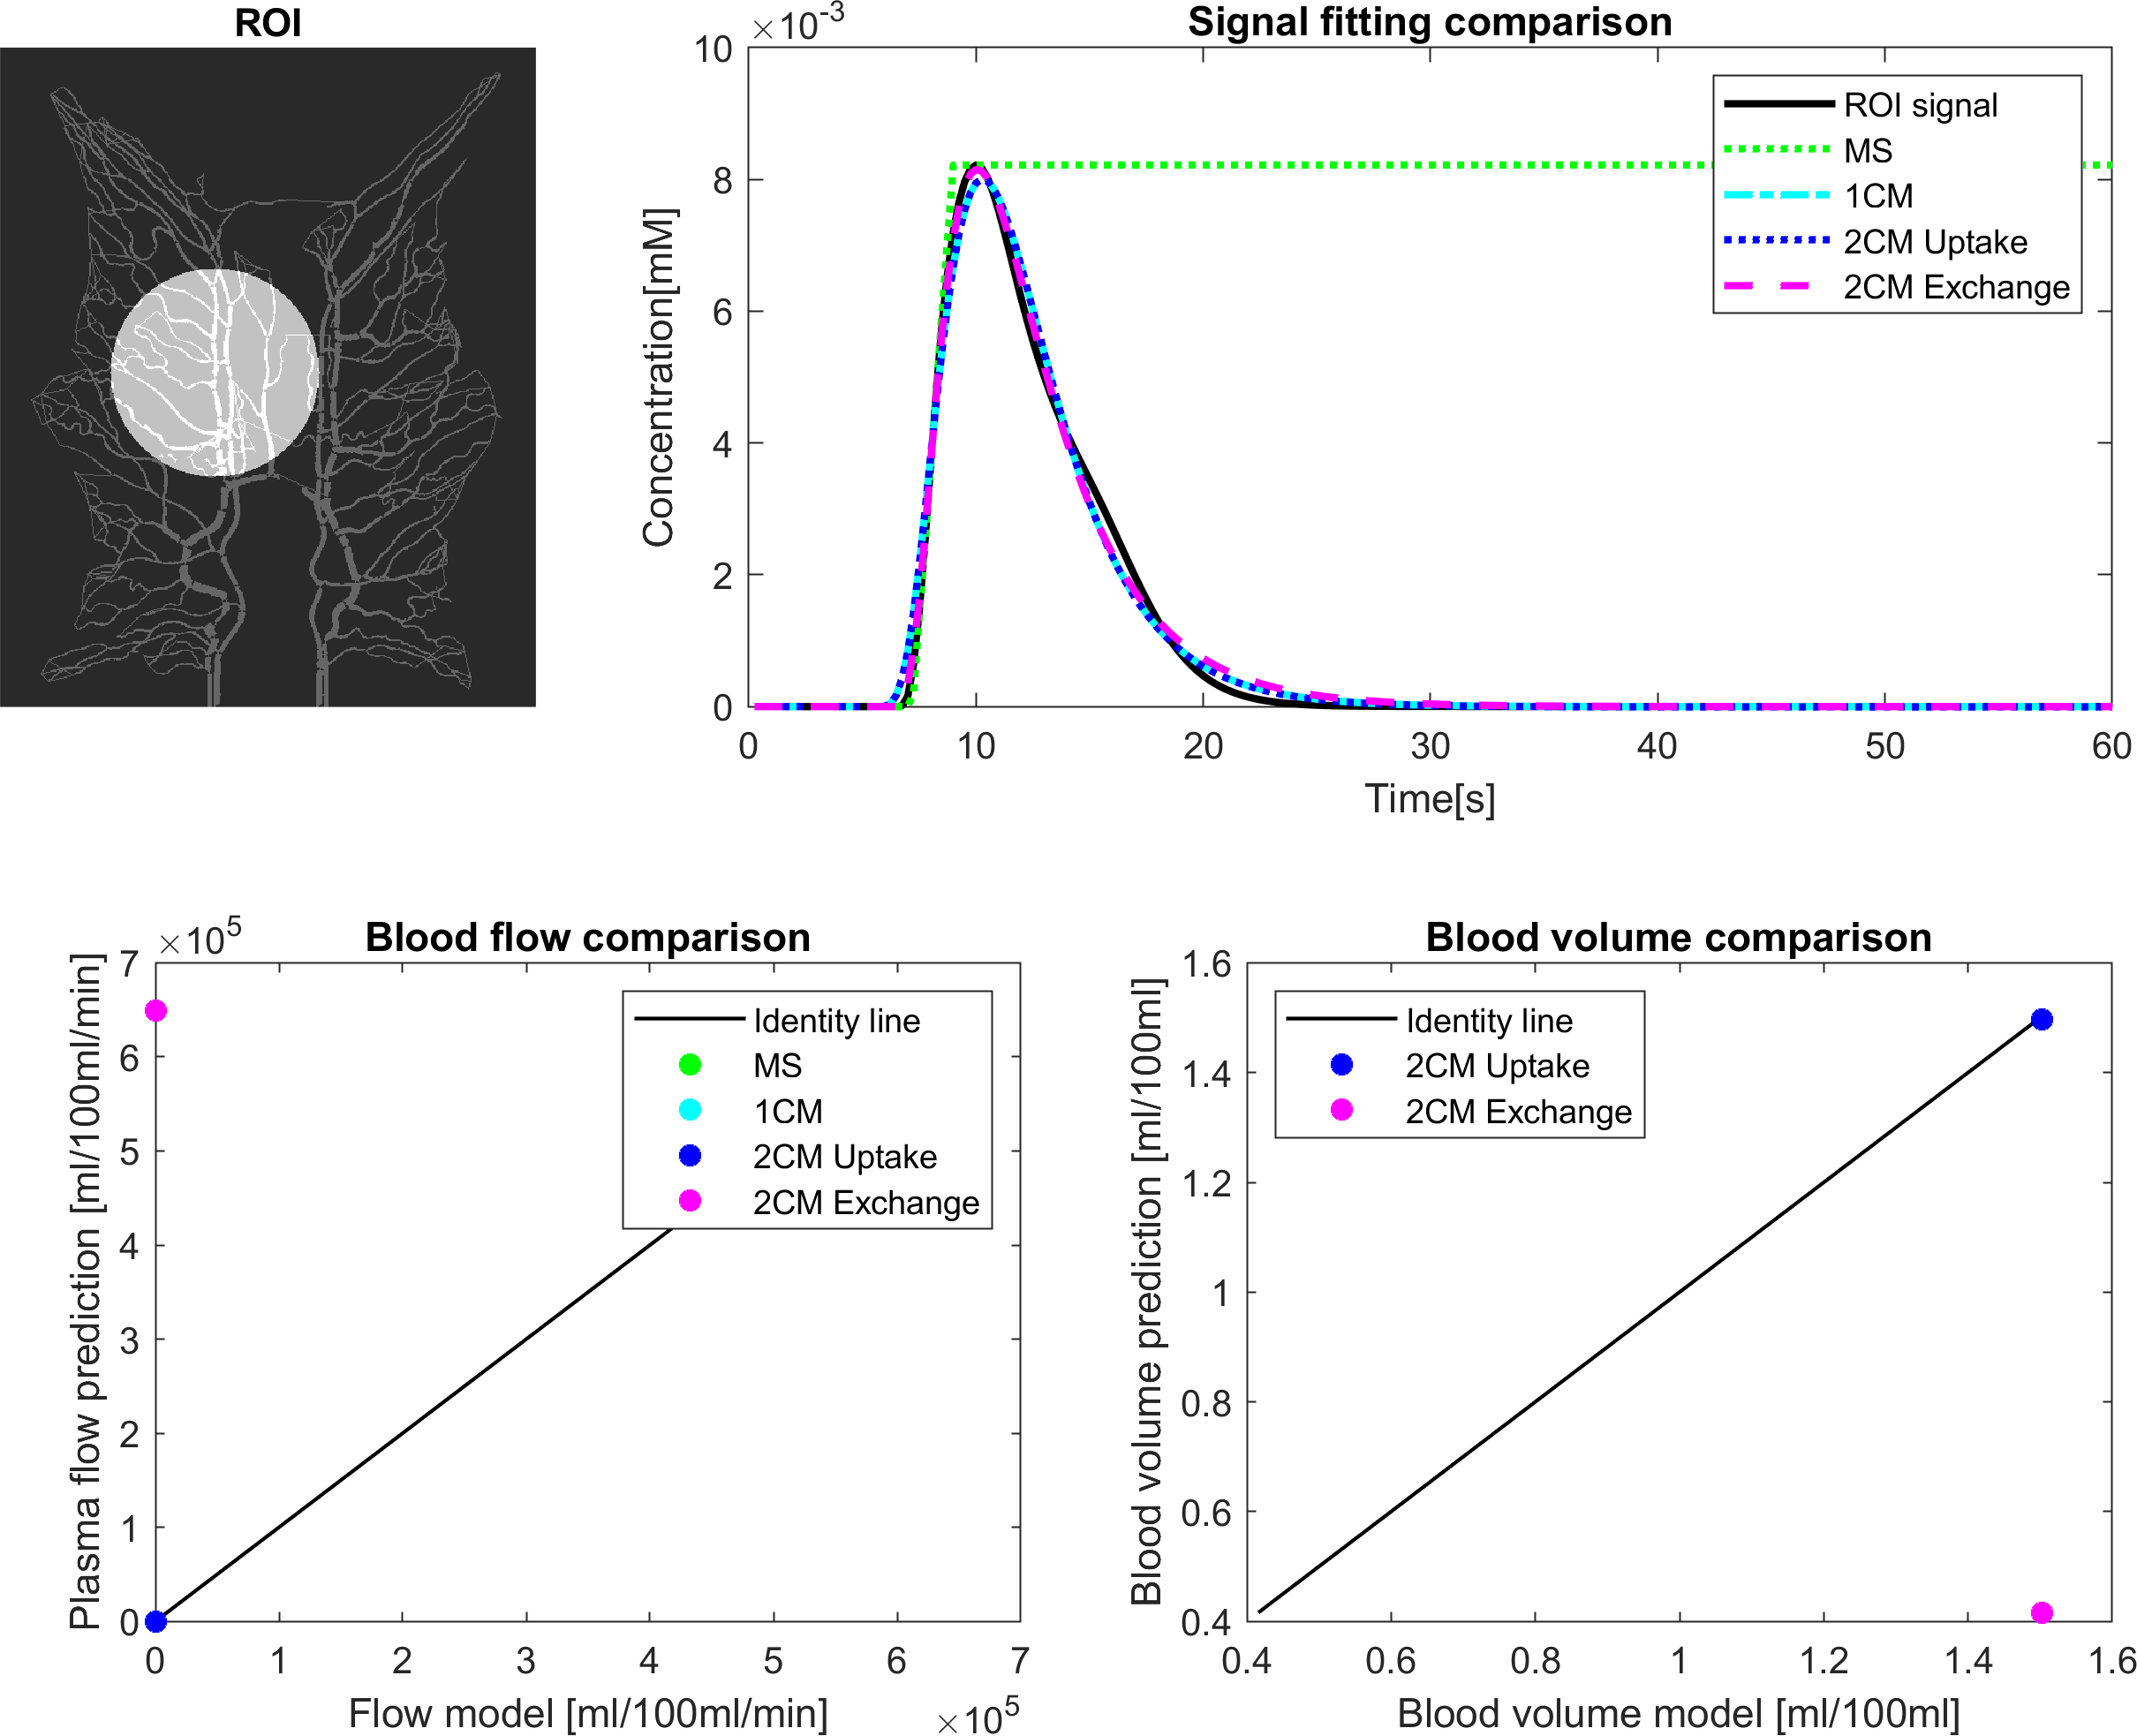 ROI
Signal fitting comparison
×10-3
10
8
6
4
2
0
Concentration[mM]
0 10 20 30 40 50 60
Time[s]
ROI signal
MS
1CM
2CM Uptake
2CM Exchange
Blood flow comparison
×105
7
6
5
4
3
2
1
0
Plasma flow prediction [ml/100ml/min]
0 1 2 3 4 5 6 7
Flow model [ml/100ml/min]
×105
Identity line
MS
1CM
2CM Uptake
2CM Exchange
Blood volume comparison
1.6
1.4
1.2
1
0.8
0.6
0.4
Blood volume prediction [ml/100ml]
0.4 0.6 0.8 1 1.2 1.4 1.6
Blood volume model [ml/100ml]
Identity line
2CM Uptake
2CM Exchange